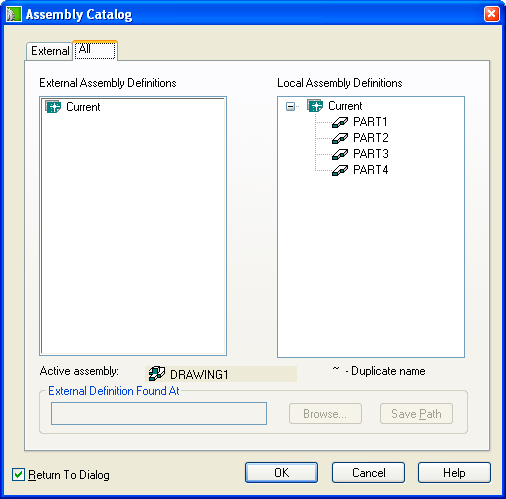 Assembly Catalog
External
All
External Assembly Definitions
Local Assembly Definitions
Current
Current
PART1
PART2
PART3
PART4
Active assembly:
DRAWING1
~ - Duplicate name
External Definition Found At
Browse...
Save Path
Return To Dialog
OK
Cancel
Help